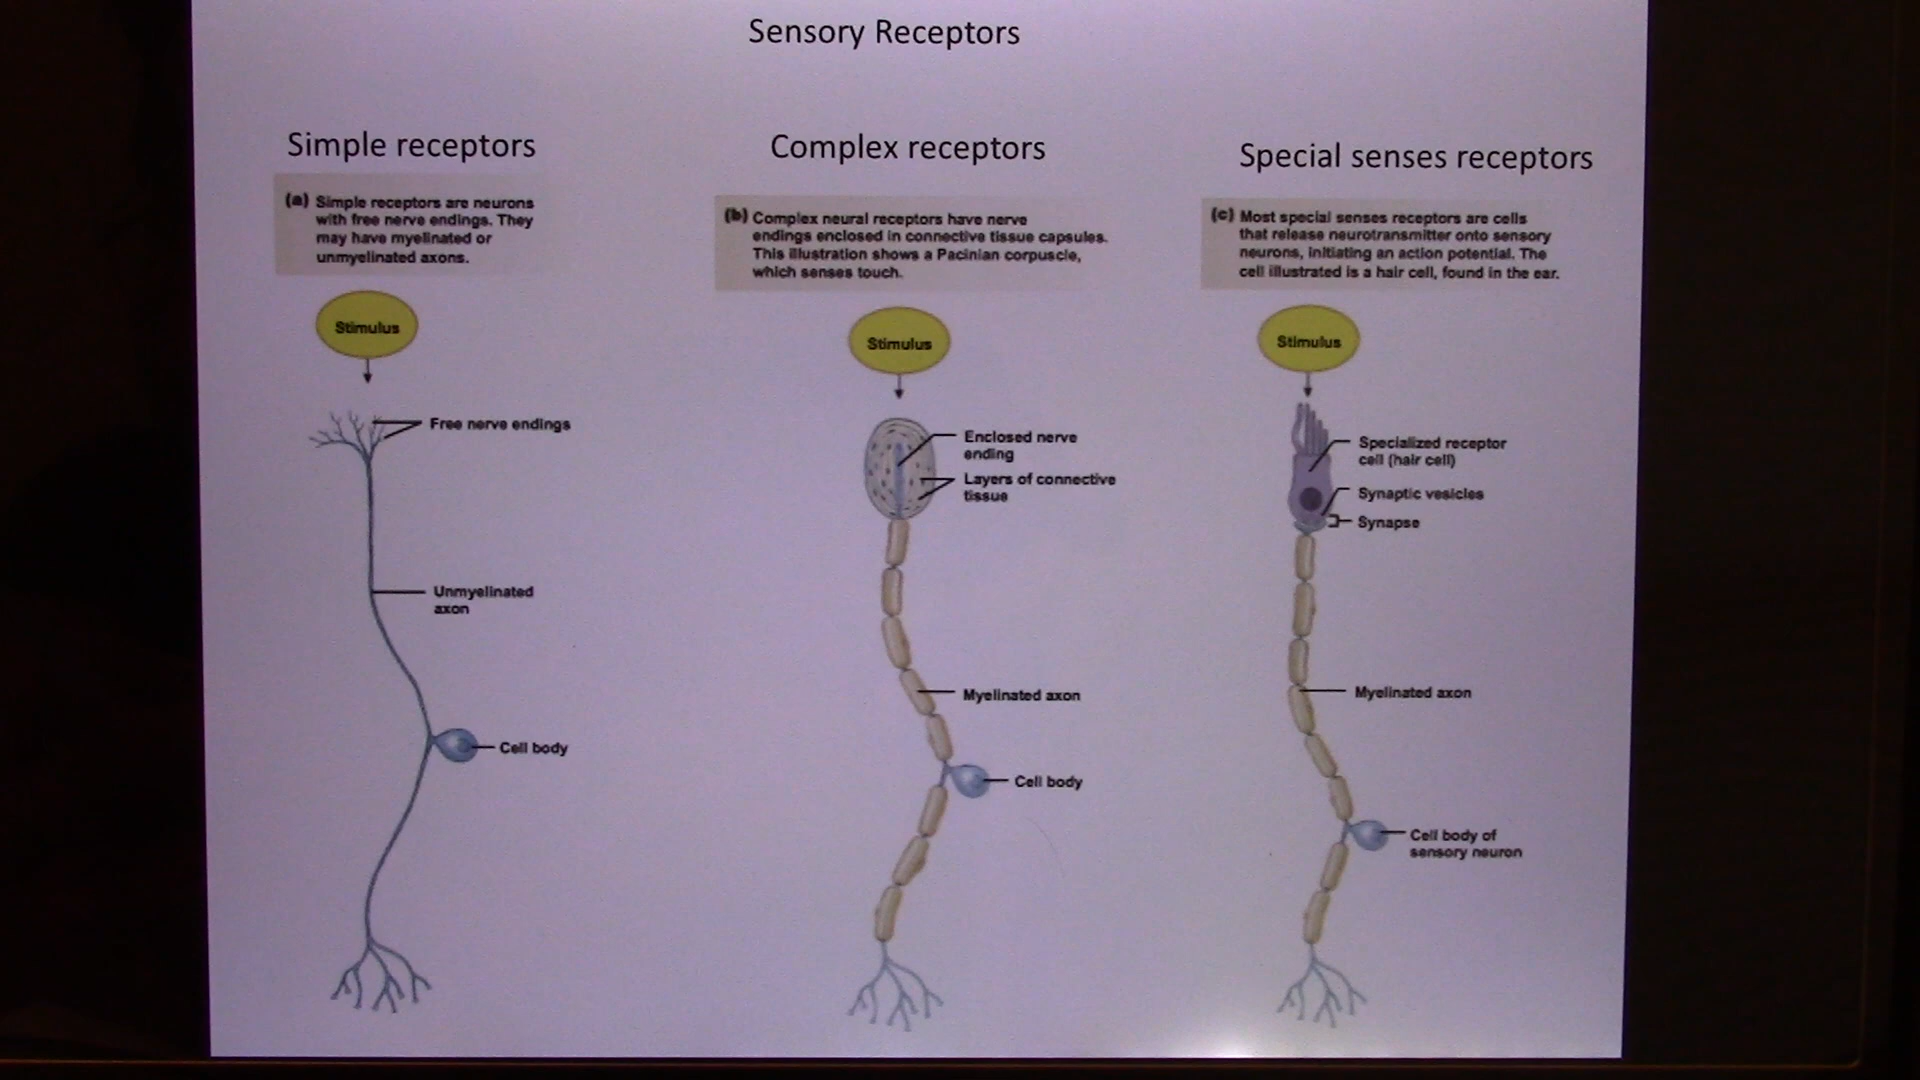 Sensory Receptors
Simple receptors
(a) Simple receptors are neurons
with free nerve endings. They
may have myelinated or
unmyelinated axons.
Stimulus
Free nerve endings
Unmyelinated
axon
Cell body
Complex receptors
(b) Complex neural receptors have nerve
endings enclosed in connective tissue capsules.
This illustration shows a Pacinian corpuscle,
which senses touch.
Stimulus
Enclosed nerve
ending
Layers of connective
tissue
Myelinated axon
Cell body
Special senses receptors
(c) Most special senses receptors are cells
that release neurotransmitter onto sensory
neurons, initiating an action potential. The
cell illustrated is a hair cell, found in the ear.
Stimulus
Specialized receptor
cell (hair cell)
Synaptic vesicles
Synapse
Myelinated axon
Cell body of
sensory neuron